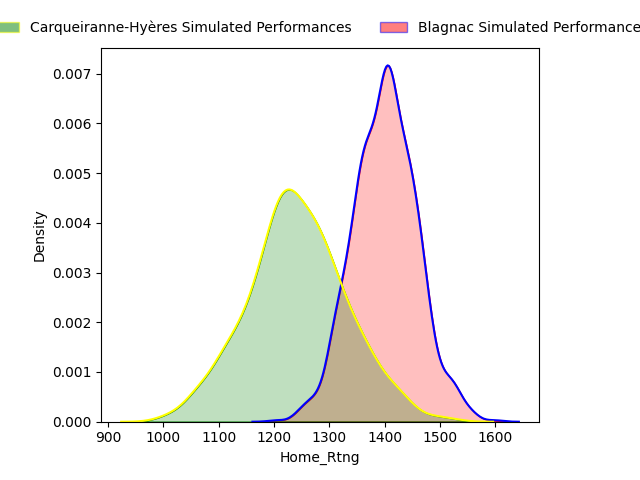 Carqueiranne-Hyères Simulated Performances Blagnac Simulated Performance
0.007
0.006
0.005
0.004
0.003
0.002
0.001
0.000
Density
900 1000 1100 1200 1300 1400 1500 1600
Home_Rtng